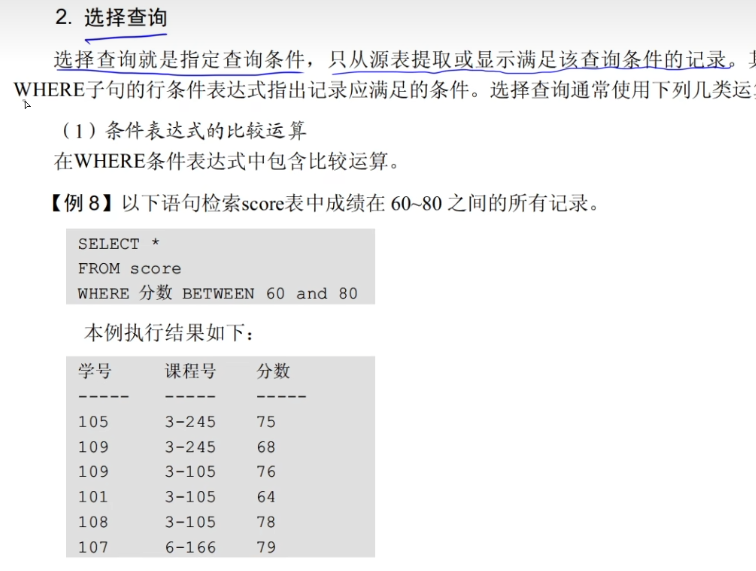 2. 选择查询
选择查询就是指定查询条件，只从源表提取或显示满足该查询条件的记录。
WHERE子句的行条件表达式指出记录应满足的条件。选择查询通常使用下列几类运
（1）条件表达式的比较运算
在WHERE条件表达式中包含比较运算。
【例 8】以下语句检索score表中成绩在 60~80 之间的所有记录。
SELECT *
FROM score
WHERE 分数 BETWEEN 60 and 80
本例执行结果如下：
学号 课程号 分数
----- ----- -----
105 3-245 75
109 3-245 68
109 3-105 76
101 3-105 64
108 3-105 78
107 6-166 79